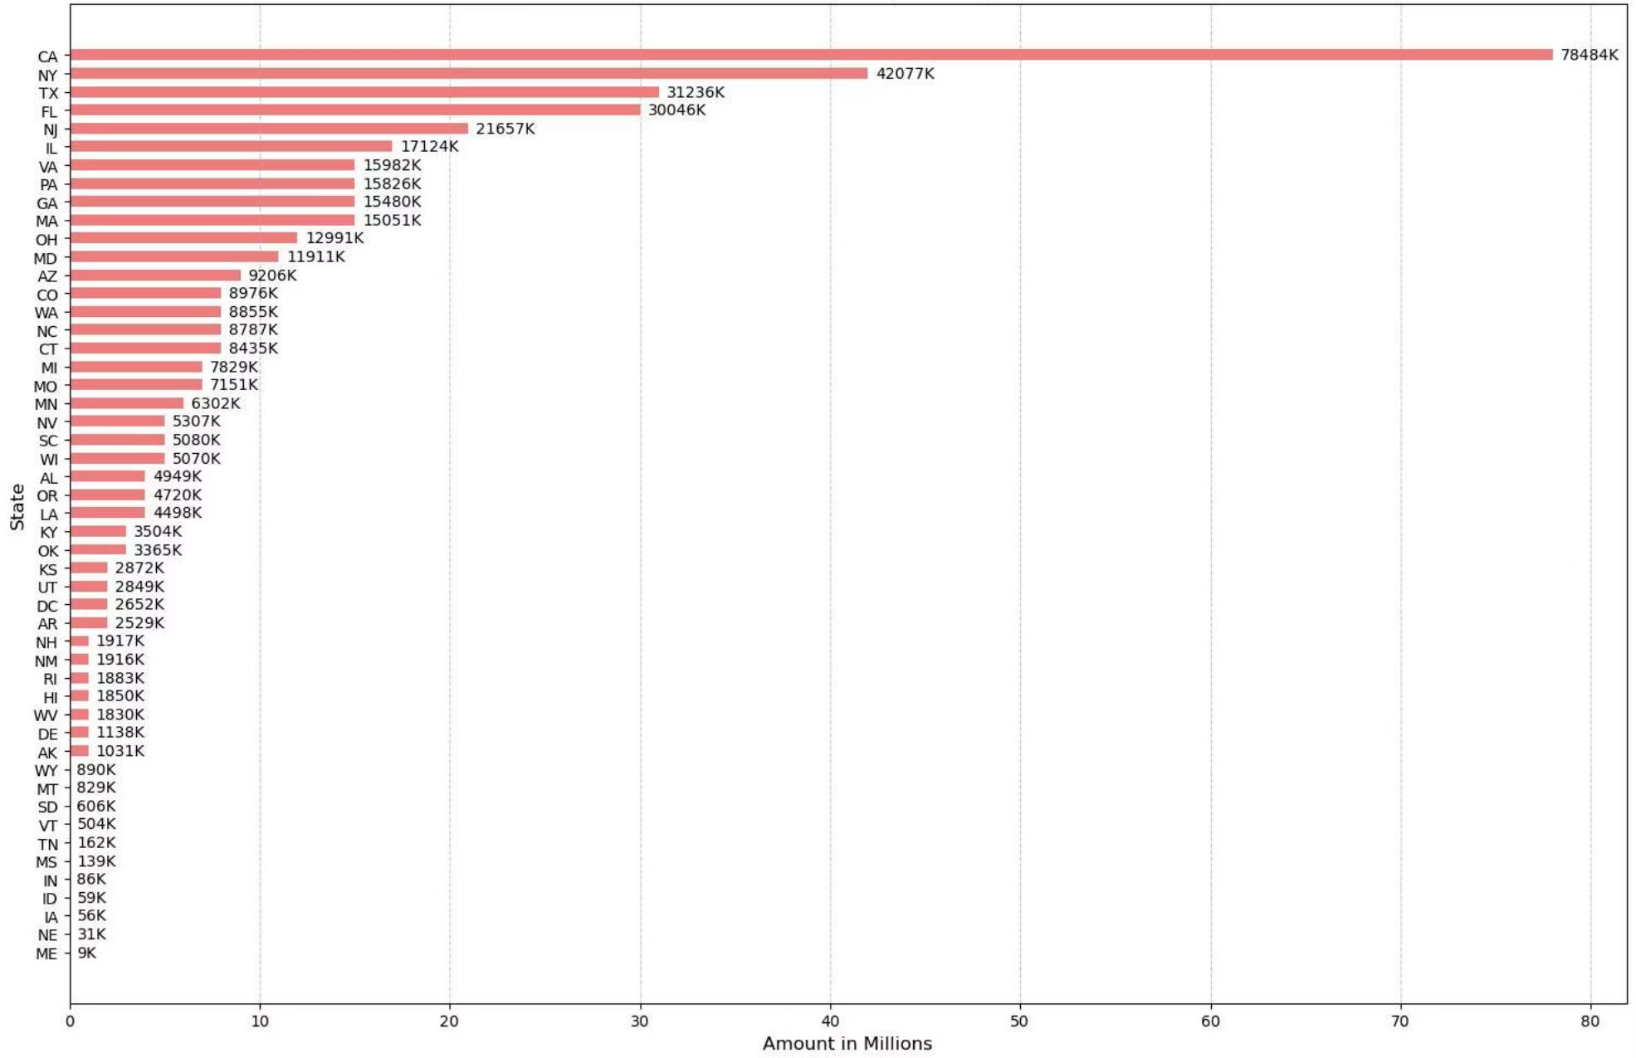 CA 78484K
NY 42077K
TX 31236K
FL 30046K
NJ 21657K
IL 17124K
VA 15982K
PA 15826K
GA 15480K
MA 15051K
OH 12991K
MD 11911K
AZ 9206K
CO 8976K
WA 8855K
NC 8787K
CT 8435K
MI 7829K
MO 7151K
MN 6302K
NV 5307K
SC 5080K
WI 5070K
AL 4949K
OR 4720K
LA 4498K
KY 3504K
OK 3365K
KS 2872K
UT 2849K
DC 2652K
AR 2529K
NH 1917K
NM 1916K
RI 1883K
HI 1850K
WV 1830K
DE 1138K
AK 1031K
WY 890K
MT 829K
SD 606K
VT 504K
TN 162K
MS 139K
IN 86K
ID 59K
IA 56K
NE 31K
ME 9K
State
0 10 20 30 40 50 60 70 80
Amount in Millions